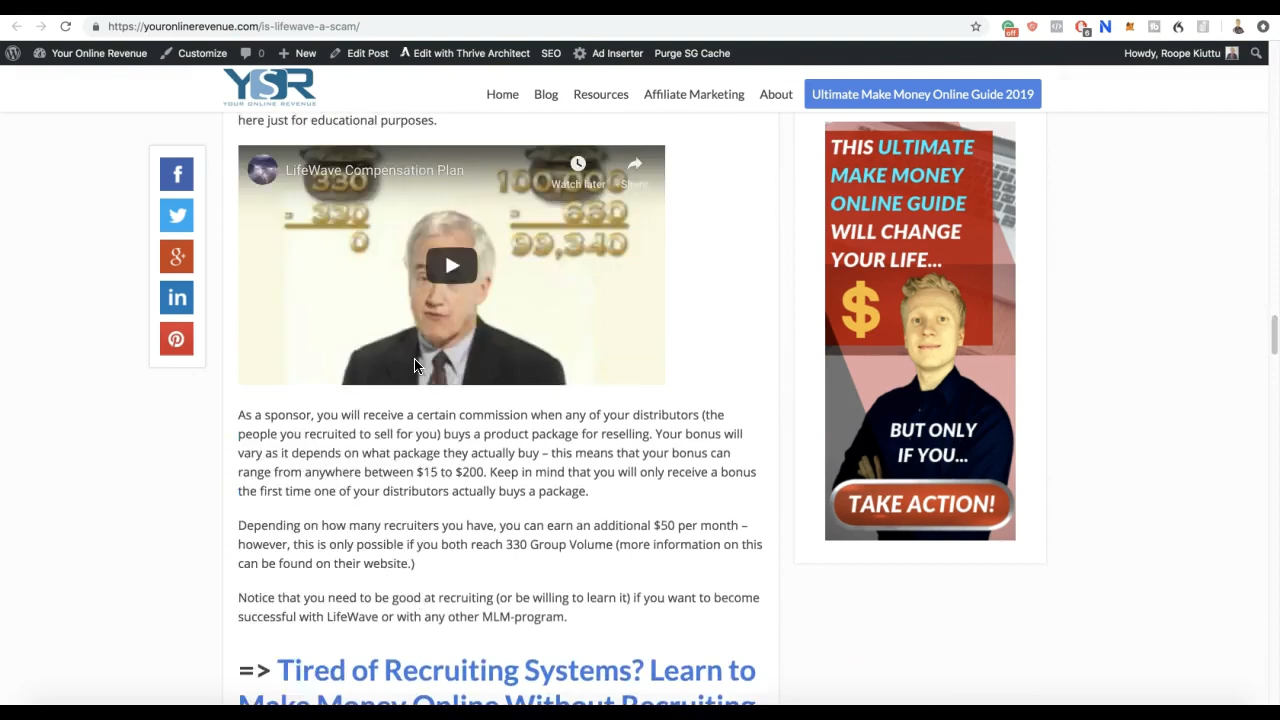 https://youronlinerevenue.com/is-lifewave-a-scam/
off
6
Your Online Revenue
Customize
0
New
Edit Post
Edit with Thrive Architect
SEO
Ad Inserter
Purge SG Cache
Howdy, Roope Kiuttu
YSR
YOUR ONLINE REVENUE
Home
Blog
Resources
Affiliate Marketing
About
Ultimate Make Money Online Guide 2019
here just for educational purposes.
LifeWave Compensation Plan
Watch later
Share
330
- 330
0
100,000
- 660
99,340
As a sponsor, you will receive a certain commission when any of your distributors (the
people you recruited to sell for you) buys a product package for reselling. Your bonus will
vary as it depends on what package they actually buy – this means that your bonus can
range from anywhere between $15 to $200. Keep in mind that you will only receive a bonus
the first time one of your distributors actually buys a package.
Depending on how many recruiters you have, you can earn an additional $50 per month –
however, this is only possible if you both reach 330 Group Volume (more information on this
can be found on their website.)
Notice that you need to be good at recruiting (or be willing to learn it) if you want to become
successful with LifeWave or with any other MLM-program.
=> Tired of Recruiting Systems? Learn to
Make Money Online Without Recruiting
THIS ULTIMATE
MAKE MONEY
ONLINE GUIDE
WILL CHANGE
YOUR LIFE...
$
BUT ONLY
IF YOU...
TAKE ACTION!